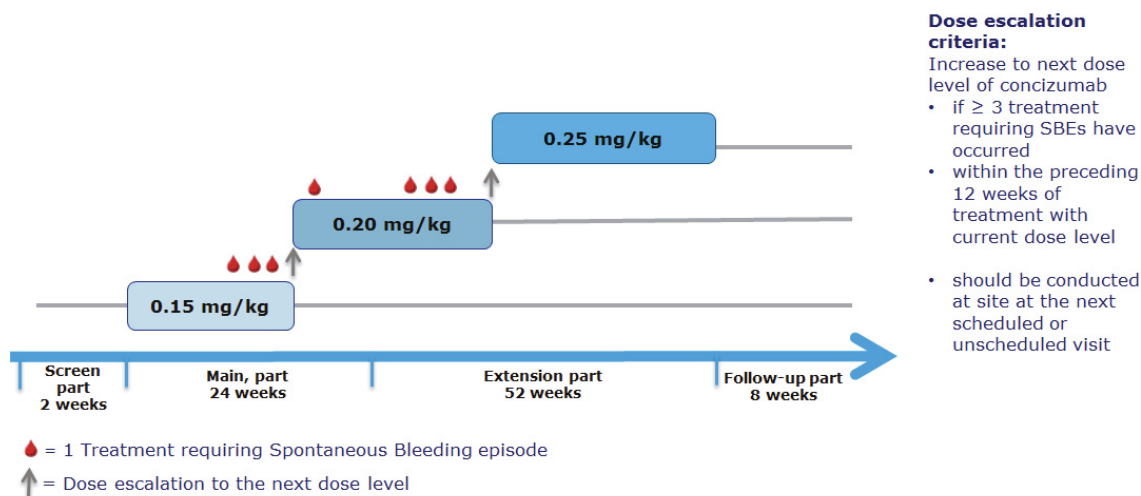 Dose escalation
criteria:
Increase to next dose
level of concizumab
• if ≥ 3 treatment
requiring SBEs have
occurred
• within the preceding
12 weeks of
treatment with
current dose level
• should be conducted
at site at the next
scheduled or
unscheduled visit
0.25 mg/kg
0.20 mg/kg
0.15 mg/kg
Screen
part
2 weeks
Main, part
24 weeks
Extension part
52 weeks
Follow-up part
8 weeks
= 1 Treatment requiring Spontaneous Bleeding episode
= Dose escalation to the next dose level